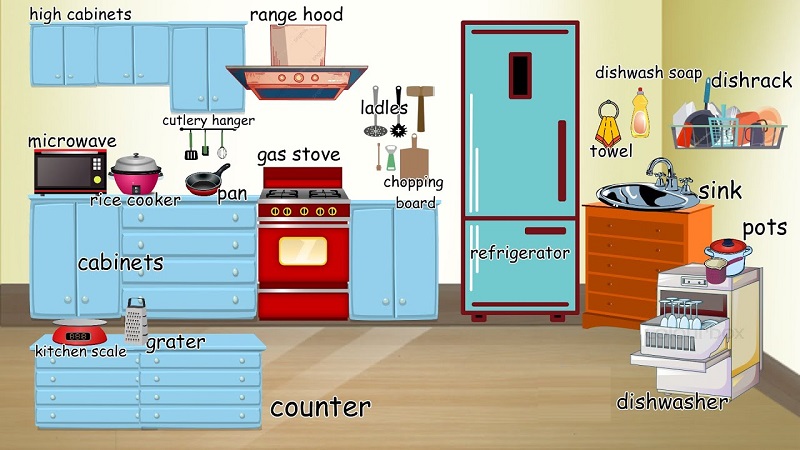 high cabinets
range hood
dishwash soap
dishrack
ladles
cutlery hanger
microwave
gas stove
towel
chopping
board
rice cooker
pan
sink
pots
cabinets
refrigerator
kitchen scale
grater
counter
dishwasher